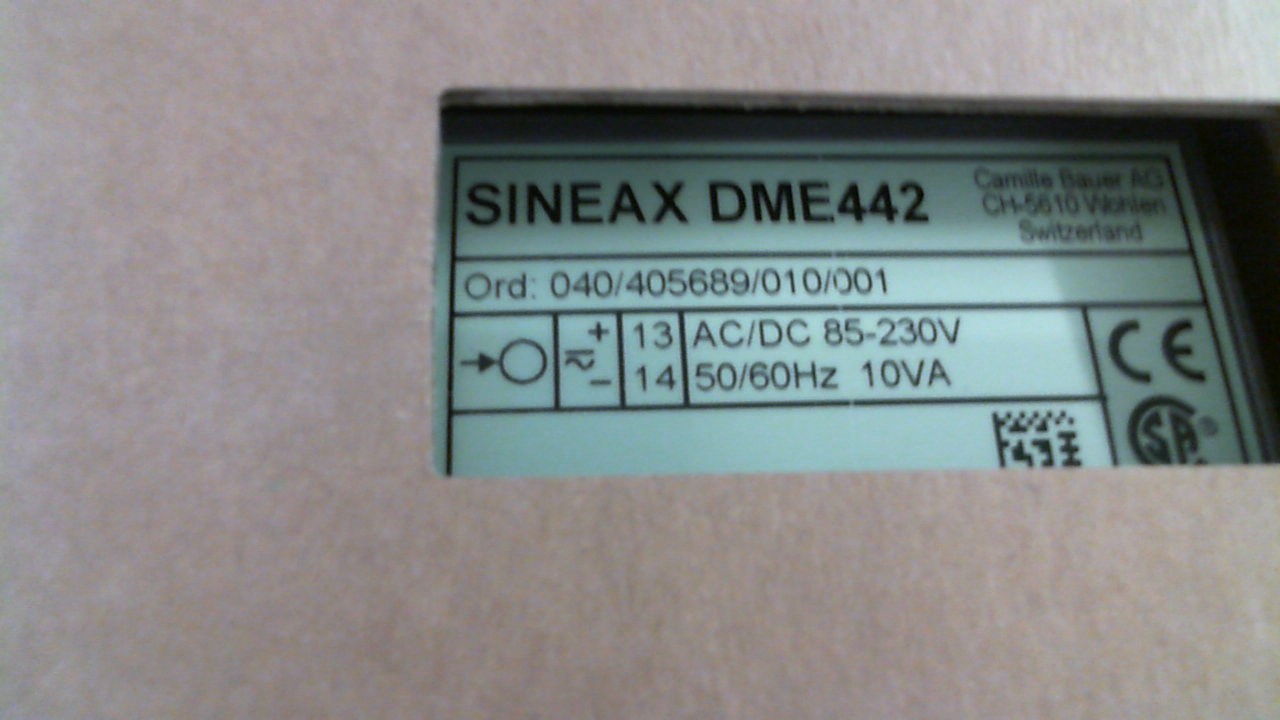 SINEAX DME442
Camille Bauer AG
CH-5610 Wohlen
Switzerland
Ord: 040/405689/010/001
+ 13 AC/DC 85-230V
− 14 50/60Hz 10VA
CE
SA®